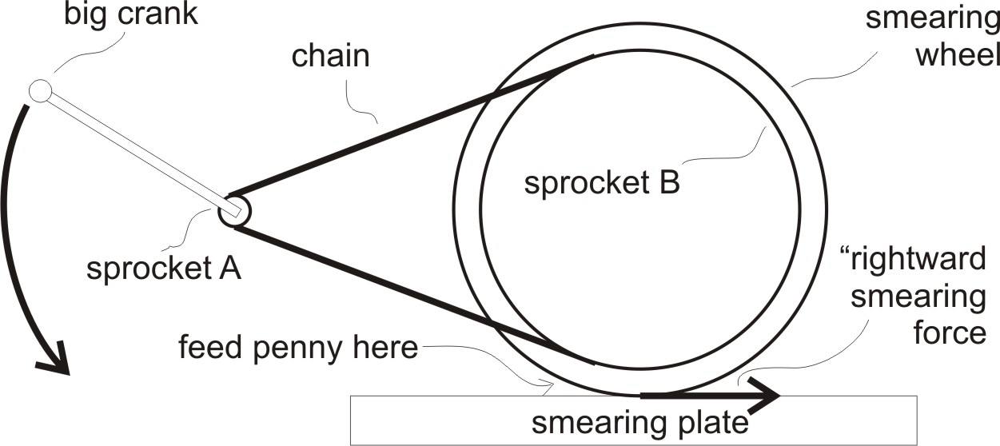 big crank
chain
smearing
wheel
sprocket B
sprocket A
“rightward
smearing
force
feed penny here
smearing plate